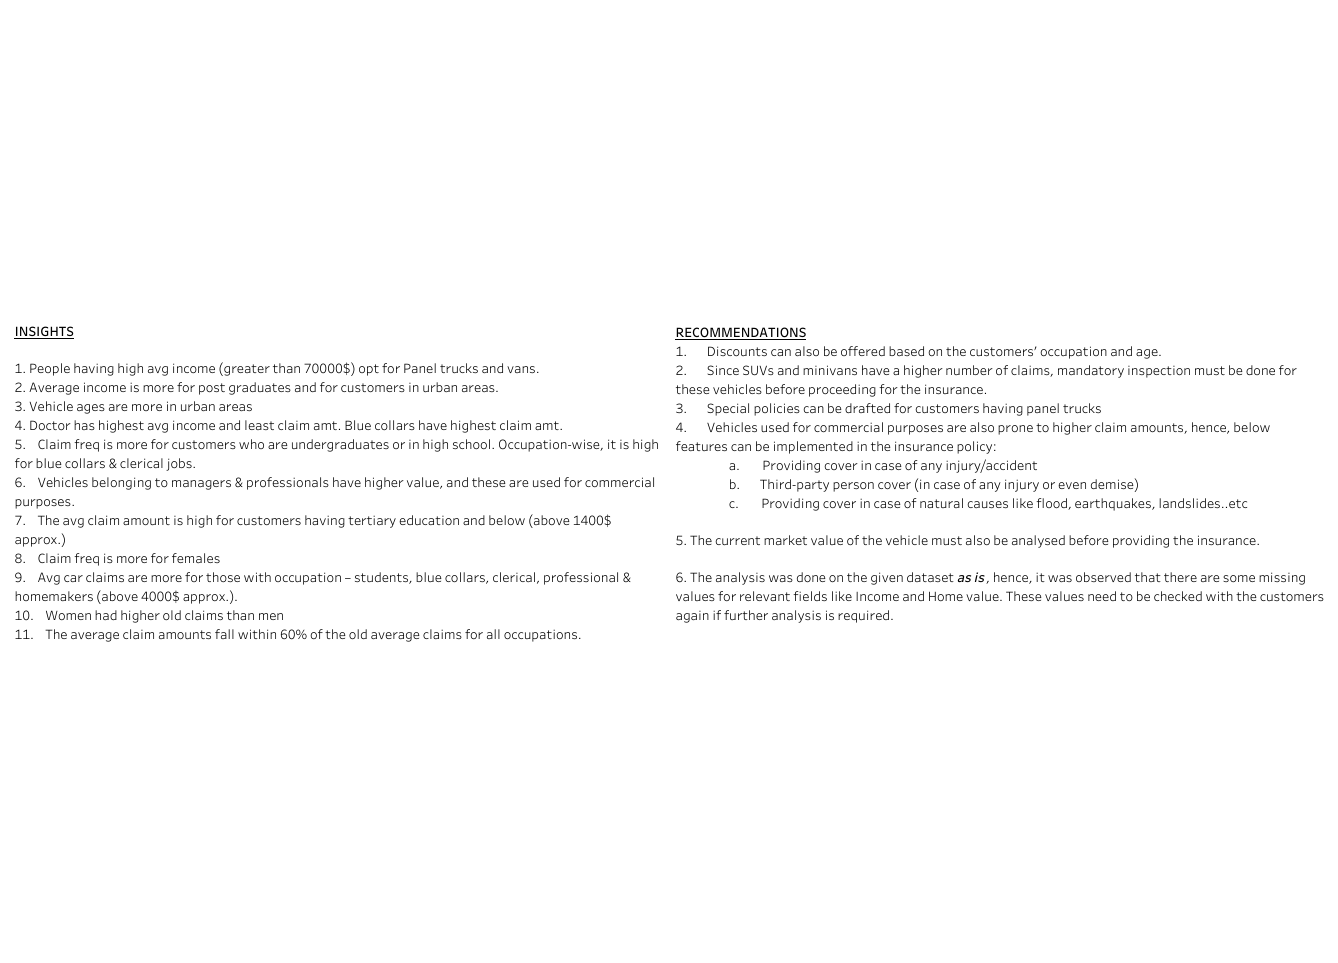 INSIGHTS
1. People having high avg income (greater than 70000$) opt for Panel trucks and vans.
2. Average income is more for post graduates and for customers in urban areas.
3. Vehicle ages are more in urban areas
4. Doctor has highest avg income and least claim amt. Blue collars have highest claim amt.
5. Claim freq is more for customers who are undergraduates or in high school. Occupation-wise, it is high
for blue collars & clerical jobs.
6. Vehicles belonging to managers & professionals have higher value, and these are used for commercial
purposes.
7. The avg claim amount is high for customers having tertiary education and below (above 1400$
approx.)
8. Claim freq is more for females
9. Avg car claims are more for those with occupation – students, blue collars, clerical, professional &
homemakers (above 4000$ approx.).
10. Women had higher old claims than men
11. The average claim amounts fall within 60% of the old average claims for all occupations.
RECOMMENDATIONS
1. Discounts can also be offered based on the customers’ occupation and age.
2. Since SUVs and minivans have a higher number of claims, mandatory inspection must be done for
these vehicles before proceeding for the insurance.
3. Special policies can be drafted for customers having panel trucks
4. Vehicles used for commercial purposes are also prone to higher claim amounts, hence, below
features can be implemented in the insurance policy:
a. Providing cover in case of any injury/accident
b. Third-party person cover (in case of any injury or even demise)
c. Providing cover in case of natural causes like flood, earthquakes, landslides..etc
5. The current market value of the vehicle must also be analysed before providing the insurance.
6. The analysis was done on the given dataset as is, hence, it was observed that there are some missing
values for relevant fields like Income and Home value. These values need to be checked with the customers
again if further analysis is required.